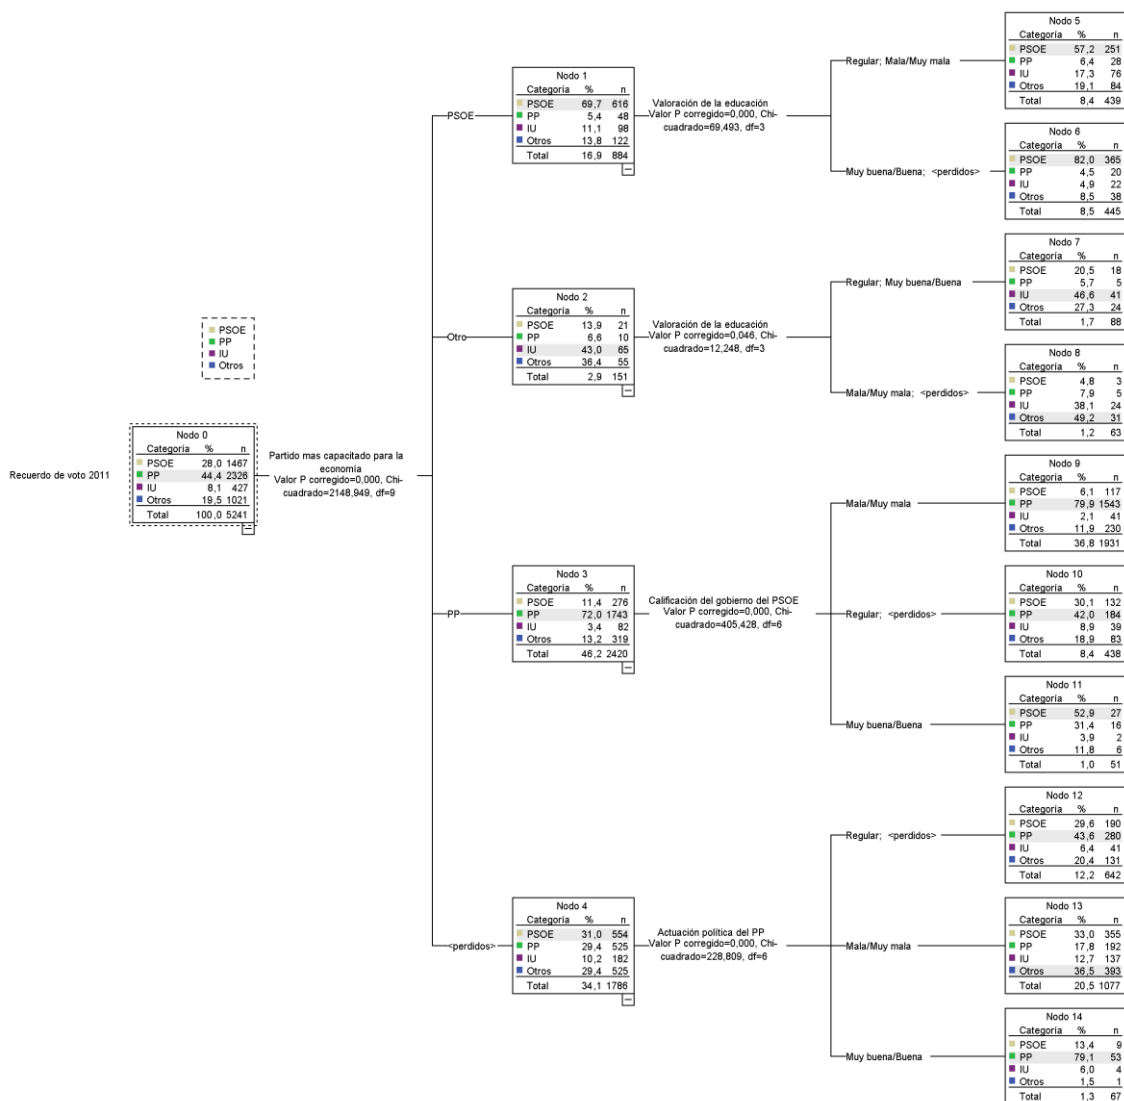 Recuerdo de voto 2011
PSOE
PP
IU
Otros
Nodo 0
Categoría % n
PSOE 28,0 1467
PP 44,4 2326
IU 8,1 427
Otros 19,5 1021
Total 100,0 5241
Partido mas capacitado para la
economía
Valor P corregido=0,000, Chi-
cuadrado=2148,949, df=9
PSOE
Nodo 1
Categoría % n
PSOE 69,7 616
PP 5,4 48
IU 11,1 98
Otros 13,8 122
Total 16,9 884
Valoración de la educación
Valor P corregido=0,000, Chi-
cuadrado=69,493, df=3
Regular; Mala/Muy mala
Nodo 5
Categoría % n
PSOE 57,2 251
PP 6,4 28
IU 17,3 76
Otros 19,1 84
Total 8,4 439
Muy buena/Buena; <perdidos>
Nodo 6
Categoría % n
PSOE 82,0 365
PP 4,5 20
IU 4,9 22
Otros 8,5 38
Total 8,5 445
Otro
Nodo 2
Categoría % n
PSOE 13,9 21
PP 6,6 10
IU 43,0 65
Otros 36,4 55
Total 2,9 151
Valoración de la educación
Valor P corregido=0,046, Chi-
cuadrado=12,248, df=3
Regular; Muy buena/Buena
Nodo 7
Categoría % n
PSOE 20,5 18
PP 5,7 5
IU 46,6 41
Otros 27,3 24
Total 1,7 88
Mala/Muy mala; <perdidos>
Nodo 8
Categoría % n
PSOE 4,8 3
PP 7,9 5
IU 38,1 24
Otros 49,2 31
Total 1,2 63
PP
Nodo 3
Categoría % n
PSOE 11,4 276
PP 72,0 1743
IU 3,4 82
Otros 13,2 319
Total 46,2 2420
Calificación del gobierno del PSOE
Valor P corregido=0,000, Chi-
cuadrado=405,428, df=6
Mala/Muy mala
Nodo 9
Categoría % n
PSOE 6,1 117
PP 79,9 1543
IU 2,1 41
Otros 11,9 230
Total 36,8 1931
Regular; <perdidos>
Nodo 10
Categoría % n
PSOE 30,1 132
PP 42,0 184
IU 8,9 39
Otros 18,9 83
Total 8,4 438
Muy buena/Buena
Nodo 11
Categoría % n
PSOE 52,9 27
PP 31,4 16
IU 3,9 2
Otros 11,8 6
Total 1,0 51
<perdidos>
Nodo 4
Categoría % n
PSOE 31,0 554
PP 29,4 525
IU 10,2 182
Otros 29,4 525
Total 34,1 1786
Actuación política del PP
Valor P corregido=0,000, Chi-
cuadrado=228,809, df=6
Regular; <perdidos>
Nodo 12
Categoría % n
PSOE 29,6 190
PP 43,6 280
IU 6,4 41
Otros 20,4 131
Total 12,2 642
Mala/Muy mala
Nodo 13
Categoría % n
PSOE 33,0 355
PP 17,8 192
IU 12,7 137
Otros 36,5 393
Total 20,5 1077
Muy buena/Buena
Nodo 14
Categoría % n
PSOE 13,4 9
PP 79,1 53
IU 6,0 4
Otros 1,5 1
Total 1,3 67